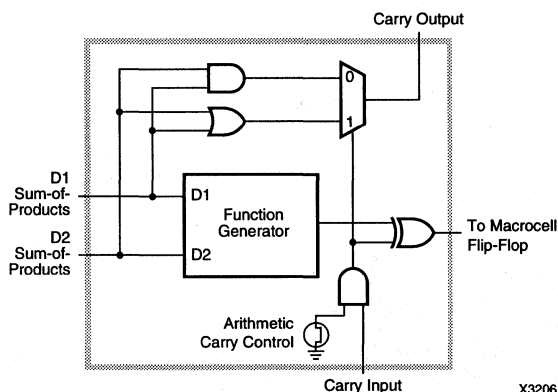 Carry Output
0
1
D1
Sum-of-
Products
D1
Function
Generator
D2
D2
Sum-of-
Products
To Macrocell
Flip-Flop
Arithmetic
Carry Control
Carry Input
X3206